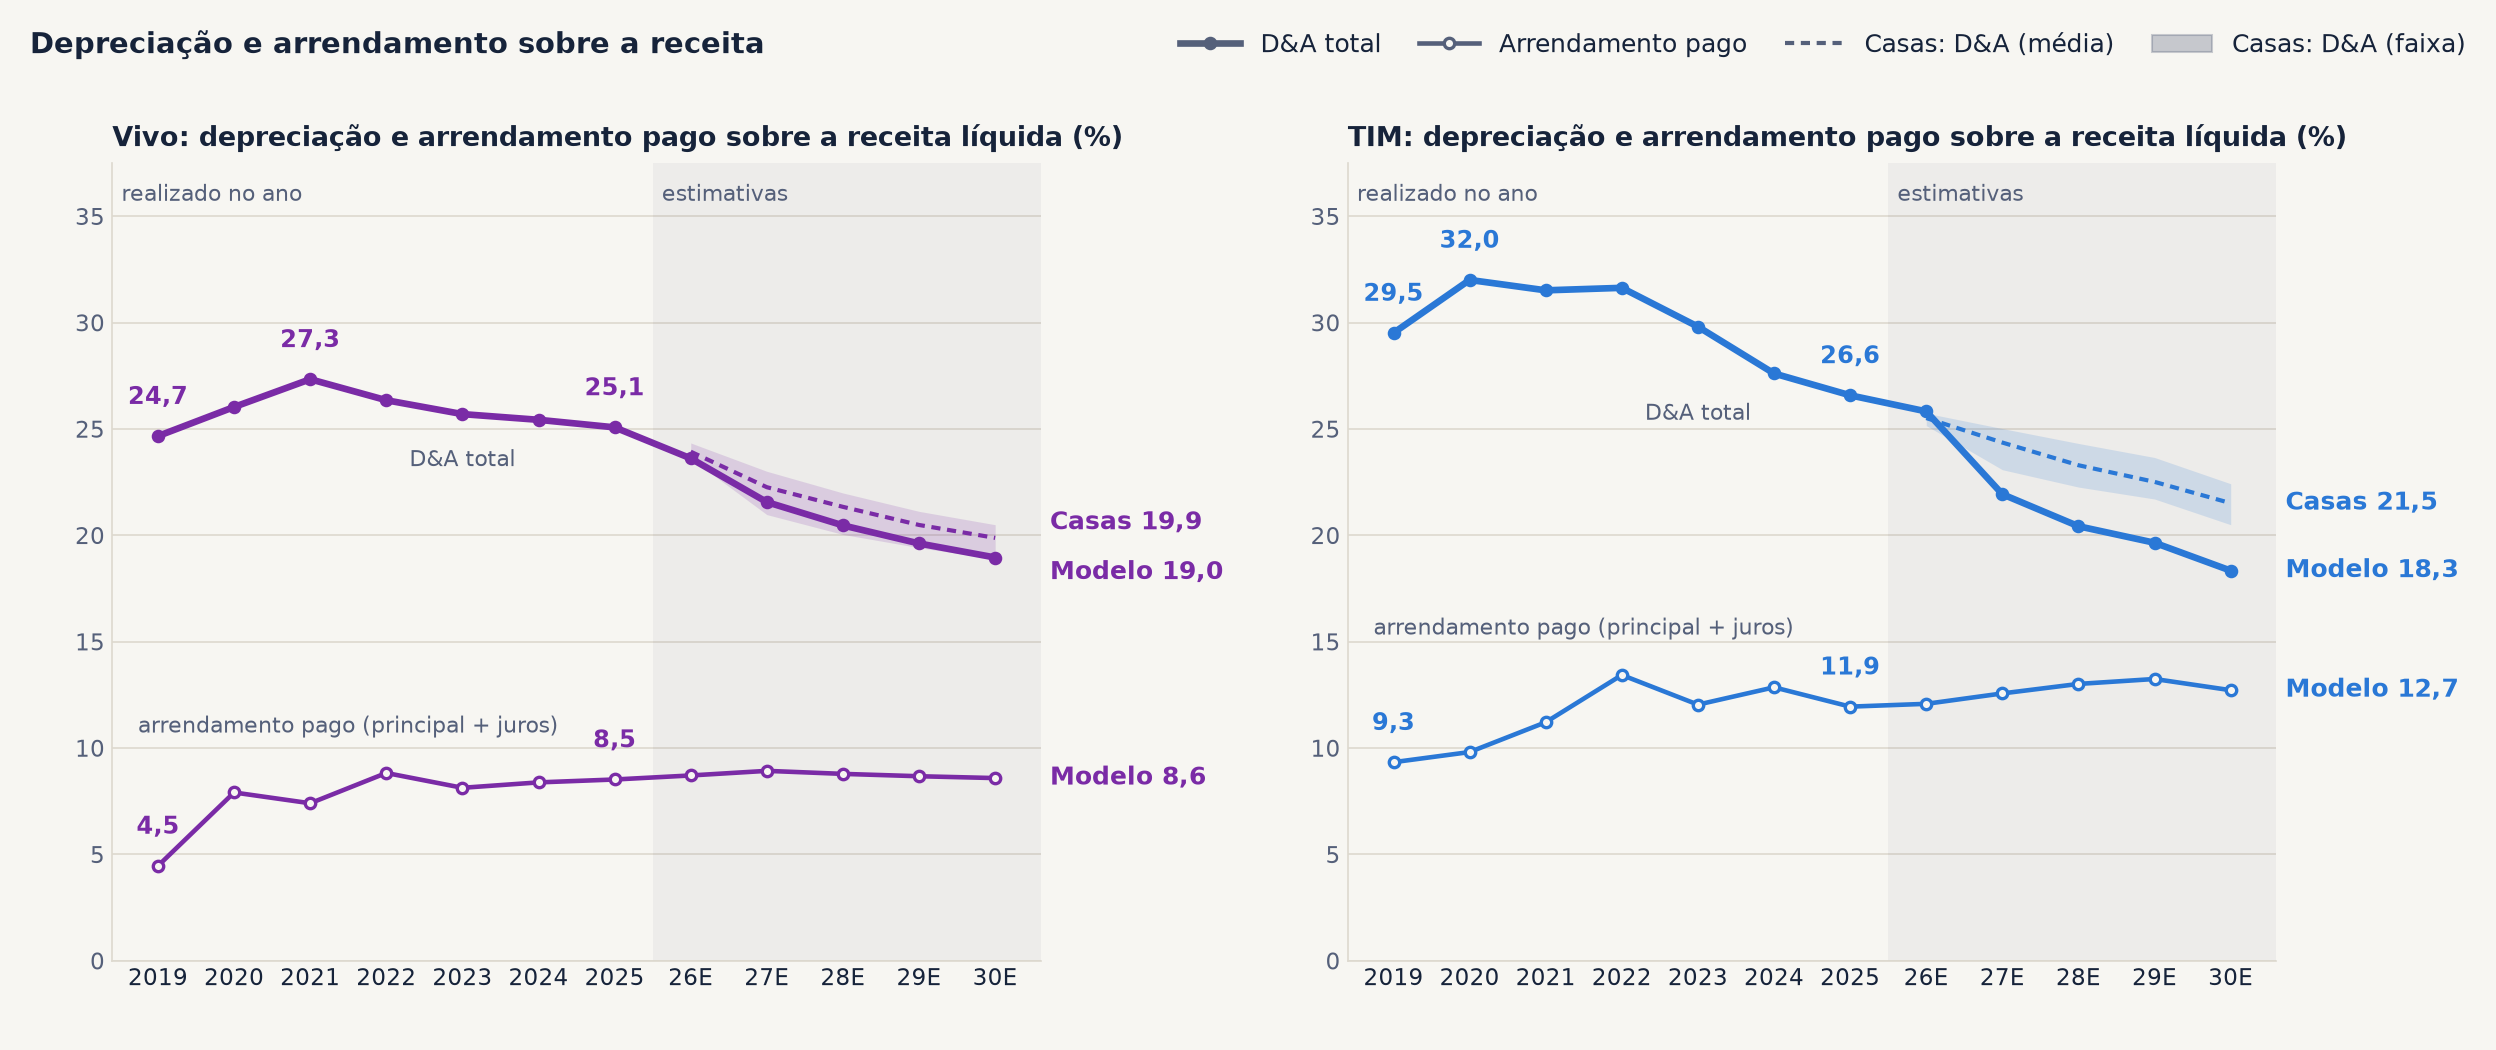 Depreciação e arrendamento sobre a receita
D&A total
Arrendamento pago
Casas: D&A (média)
Casas: D&A (faixa)
Vivo: depreciação e arrendamento pago sobre a receita líquida (%)
realizado no ano
estimativas
35
30
25
20
15
10
5
0
24,7
27,3
25,1
D&A total
Casas 19,9
Modelo 19,0
arrendamento pago (principal + juros)
8,5
4,5
Modelo 8,6
2019 2020 2021 2022 2023 2024 2025 26E 27E 28E 29E 30E
TIM: depreciação e arrendamento pago sobre a receita líquida (%)
realizado no ano
estimativas
35
30
25
20
15
10
5
0
32,0
29,5
26,6
D&A total
Casas 21,5
Modelo 18,3
arrendamento pago (principal + juros)
11,9
9,3
Modelo 12,7
2019 2020 2021 2022 2023 2024 2025 26E 27E 28E 29E 30E